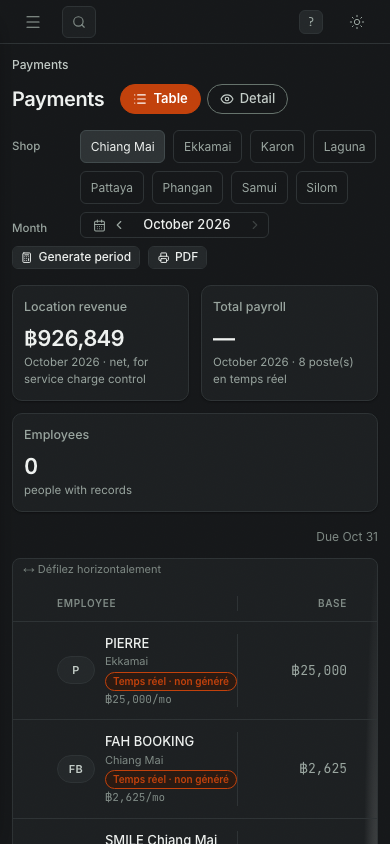 ?
Payments
Payments
Table
Detail
Shop
Chiang Mai
Ekkamai
Karon
Laguna
Pattaya
Phangan
Samui
Silom
Month
October 2026
Generate period
PDF
Location revenue
฿926,849
October 2026 · net, for
service charge control
Total payroll
—
October 2026 · 8 poste(s)
en temps réel
Employees
0
people with records
Due Oct 31
↔ Défilez horizontalement
EMPLOYEE
BASE
P
PIERRE
Ekkamai
Temps réel · non généré
฿25,000/mo
฿25,000
FB
FAH BOOKING
Chiang Mai
Temps réel · non généré
฿2,625/mo
฿2,625
SMILE Chiang Mai